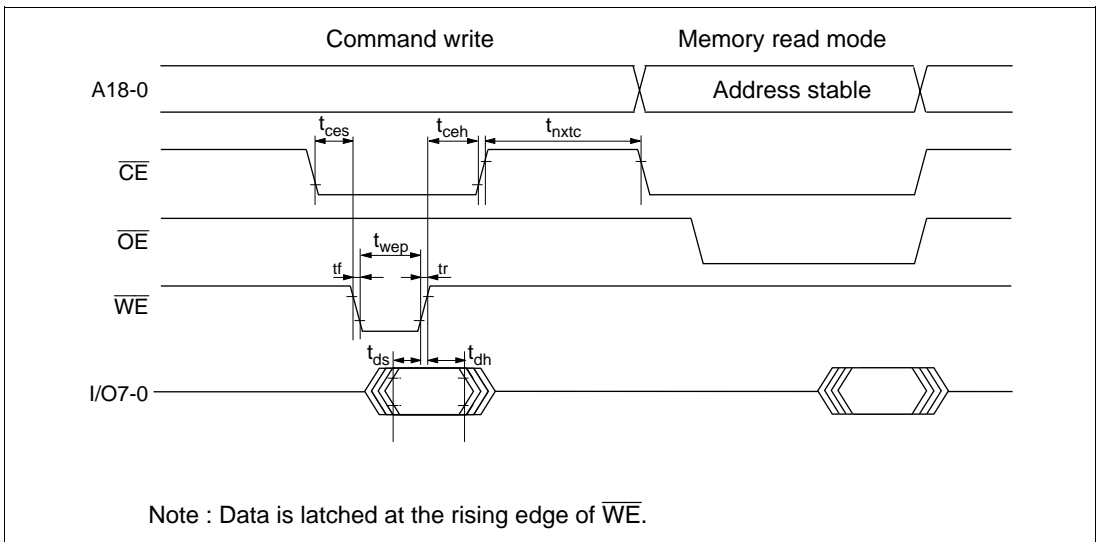 Command write Memory read mode
A18-0 Address stable
tces tceh tnxtc
CE
OE
twep
tf tr
WE
tds tdh
I/O7-0
Note : Data is latched at the rising edge of WE.